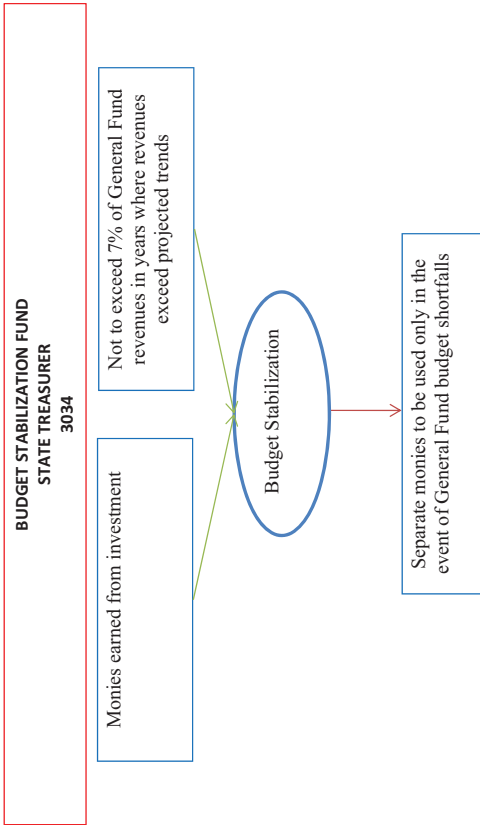 BUDGET STABILIZATION FUND
STATE TREASURER
3034
Monies earned from investment
Not to exceed 7% of General Fund
revenues in years where revenues
exceed projected trends
Budget Stabilization
Separate monies to be used only in the
event of General Fund budget shortfalls